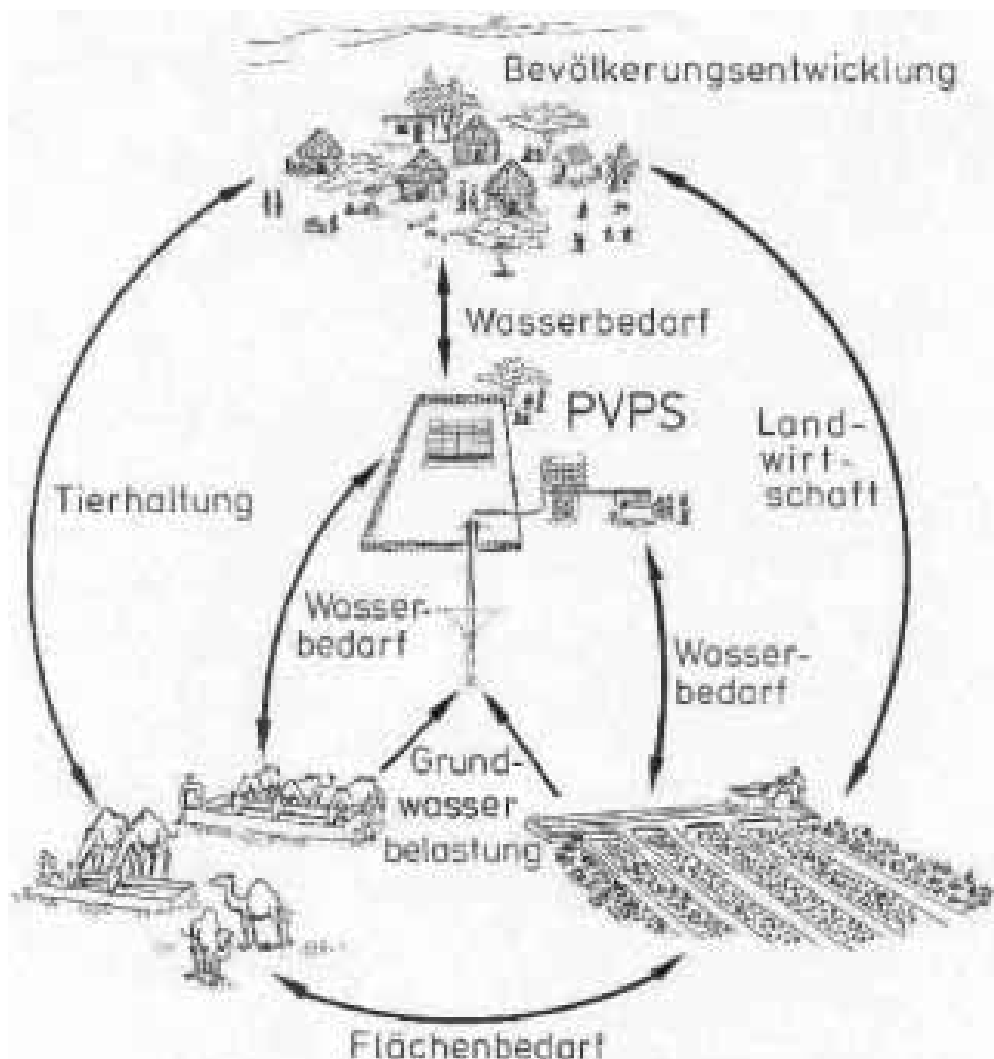 Bevölkerungsentwicklung
Wasserbedarf
PVPS
Land-
wirt-
schaft
Tierhaltung
Wasser-
bedarf
Wasser-
bedarf
Grund-
wasser
belastung
Flächenbedarf